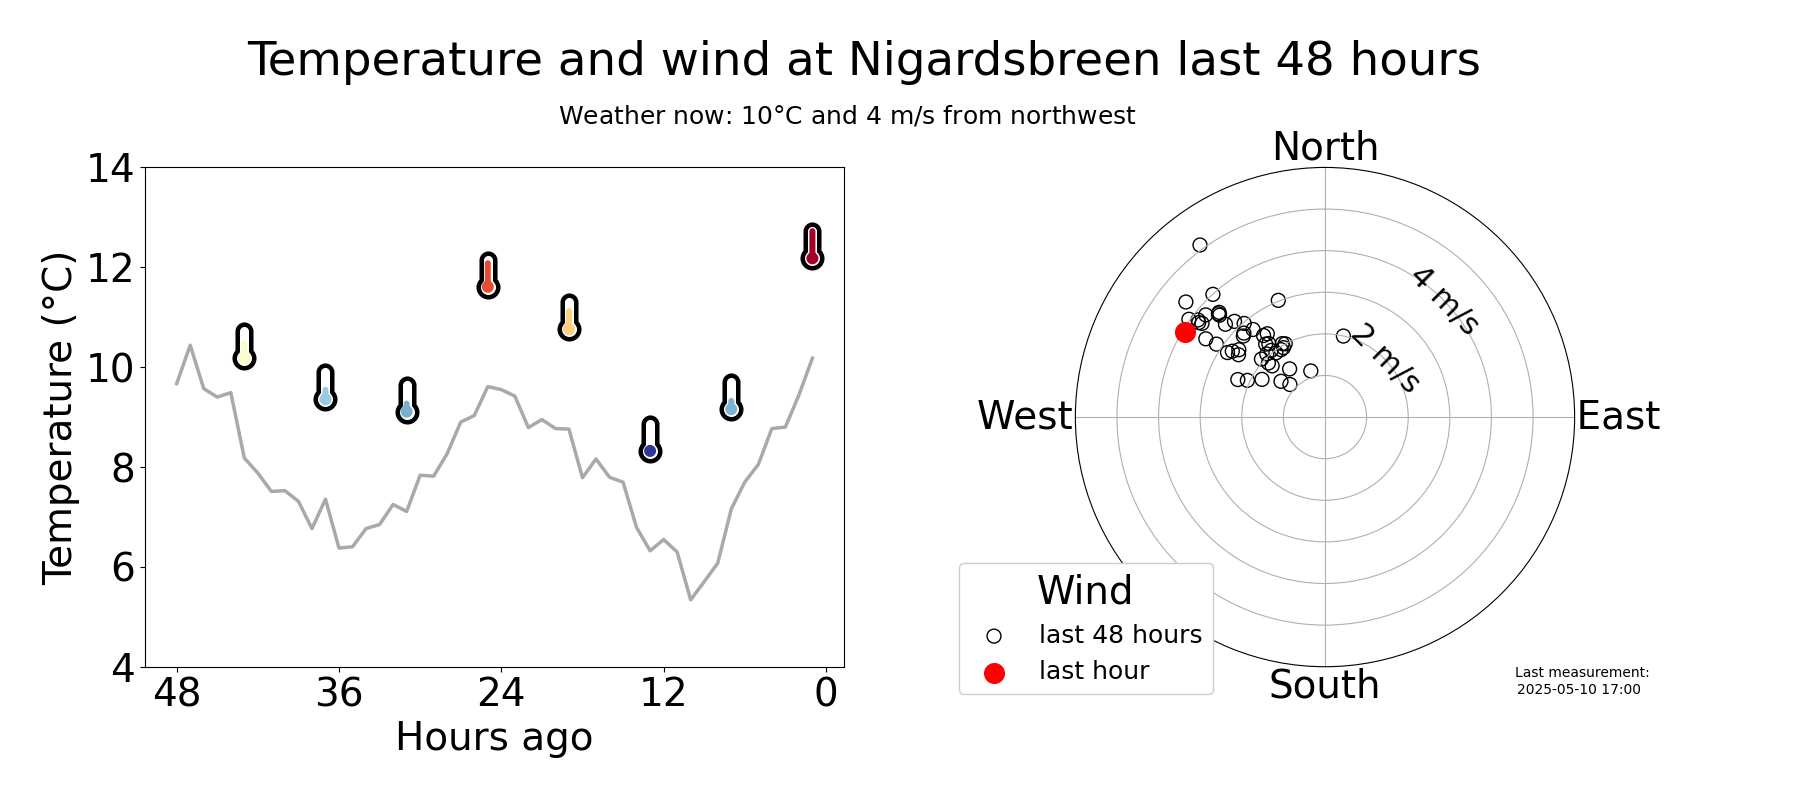 Temperature and wind at Nigardsbreen last 48 hours
Weather now: 10°C and 4 m/s from northwest
14
12
10
8
6
4
Temperature (°C)
48 36 24 12 0
Hours ago
North
West
East
South
4 m/s
2 m/s
Wind
last 48 hours
last hour
Last measurement:
2025-05-10 17:00